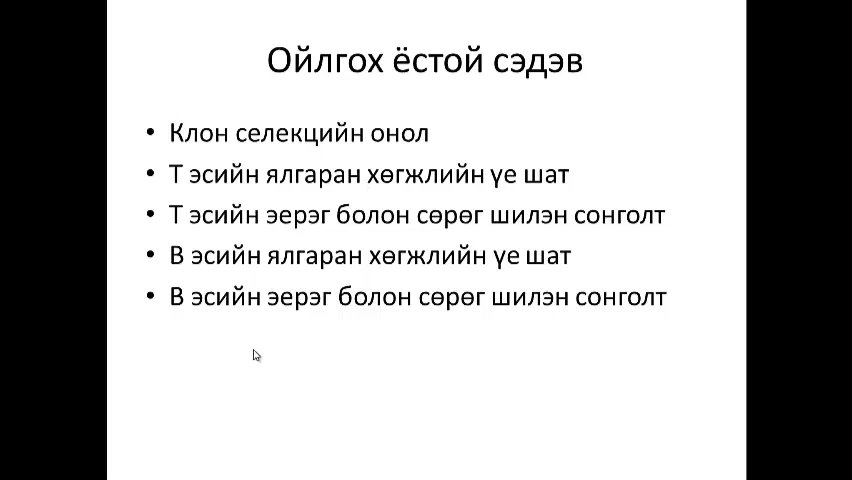 Ойлгох ёстой сэдэв
• Клон селекцийн онол
• Т эсийн ялгаран хөгжлийн үе шат
• Т эсийн эерэг болон сөрөг шилэн сонголт
• В эсийн ялгаран хөгжлийн үе шат
• В эсийн эерэг болон сөрөг шилэн сонголт